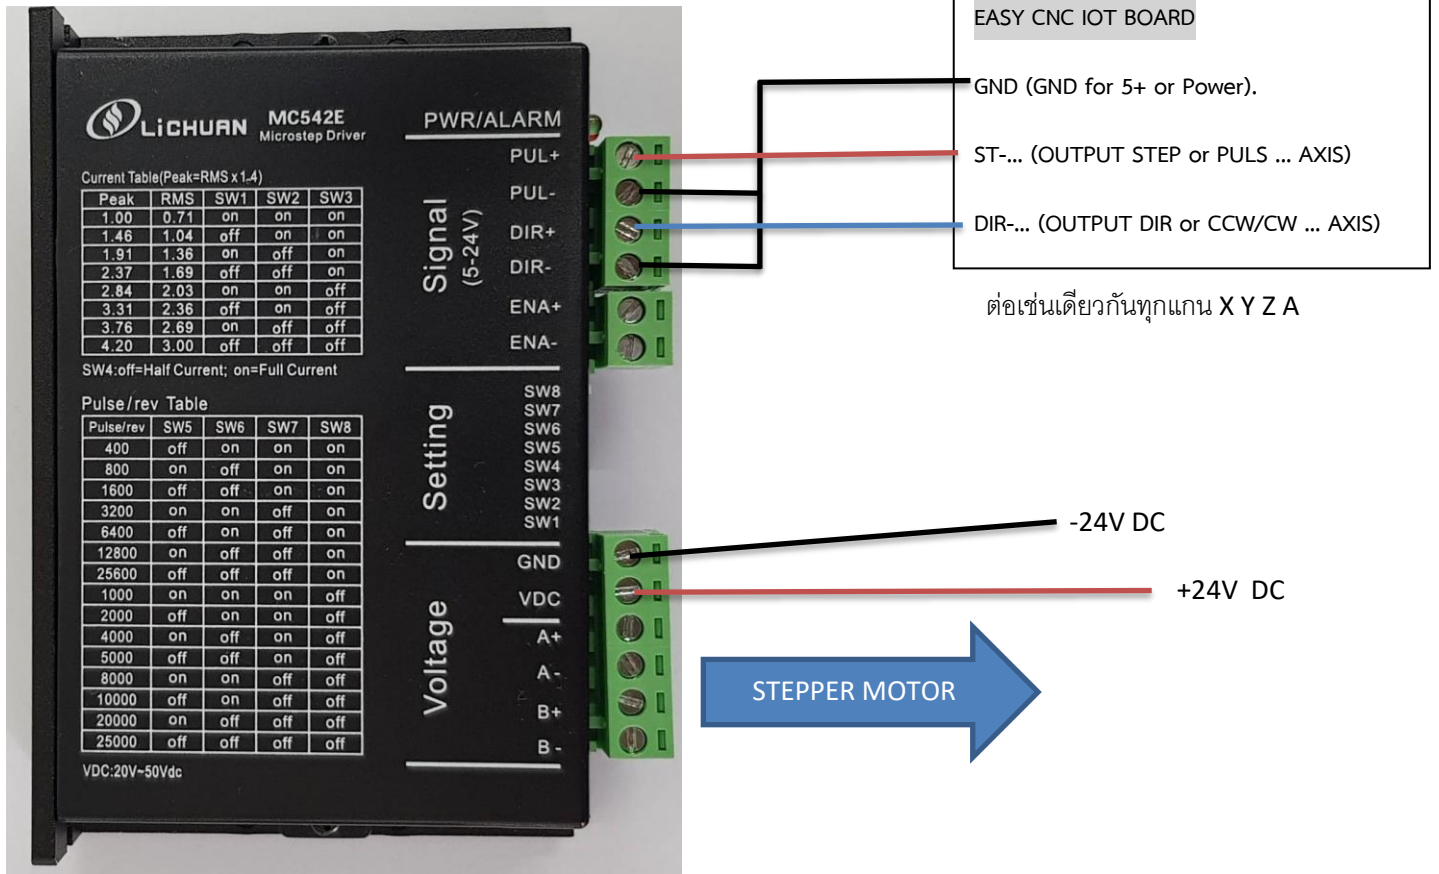 LiCHUAN MC542E
Microstep Driver
Current Table(Peak=RMS x1.4)
Peak RMS SW1 SW2 SW3
1.00 0.71 on on on
1.46 1.04 off on on
1.91 1.36 on off on
2.37 1.69 off off on
2.84 2.03 on on off
3.31 2.36 off on off
3.76 2.69 on off off
4.20 3.00 off off off
SW4:off=Half Current; on=Full Current
Pulse/rev Table
Pulse/rev SW5 SW6 SW7 SW8
400 off on on on
800 on off on on
1600 off off on on
3200 on on off on
6400 off on off on
12800 on off off on
25600 off off off on
1000 on on on off
2000 off on on off
4000 on off on off
5000 off off on off
8000 on on off off
10000 off on off off
20000 on off off off
25000 off off off off
VDC:20V~50Vdc
PWR/ALARM
Signal
(5-24V)
PUL+
PUL-
DIR+
DIR-
ENA+
ENA-
Setting
SW8
SW7
SW6
SW5
SW4
SW3
SW2
SW1
Voltage
GND
VDC
A+
A-
B+
B-
EASY CNC IOT BOARD
GND (GND for 5+ or Power).
ST-... (OUTPUT STEP or PULS ... AXIS)
DIR-... (OUTPUT DIR or CCW/CW ... AXIS)
ต่อเช่นเดียวกันทุกแกน X Y Z A
-24V DC
+24V DC
STEPPER MOTOR